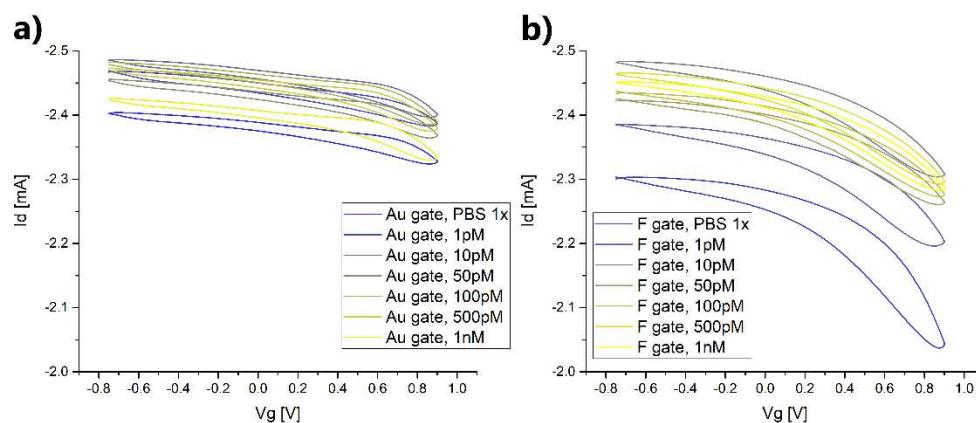 a)
-2.5
-2.4
-2.3
-2.2
-2.1
-2.0
Id [mA]
Au gate, PBS 1x
Au gate, 1pM
Au gate, 10pM
Au gate, 50pM
Au gate, 100pM
Au gate, 500pM
Au gate, 1nM
-0.8 -0.6 -0.4 -0.2 0.0 0.2 0.4 0.6 0.8 1.0
Vg [V]
b)
-2.5
-2.4
-2.3
-2.2
-2.1
-2.0
Id [mA]
F gate, PBS 1x
F gate, 1pM
F gate, 10pM
F gate, 50pM
F gate, 100pM
F gate, 500pM
F gate, 1nM
-0.8 -0.6 -0.4 -0.2 0.0 0.2 0.4 0.6 0.8 1.0
Vg [V]